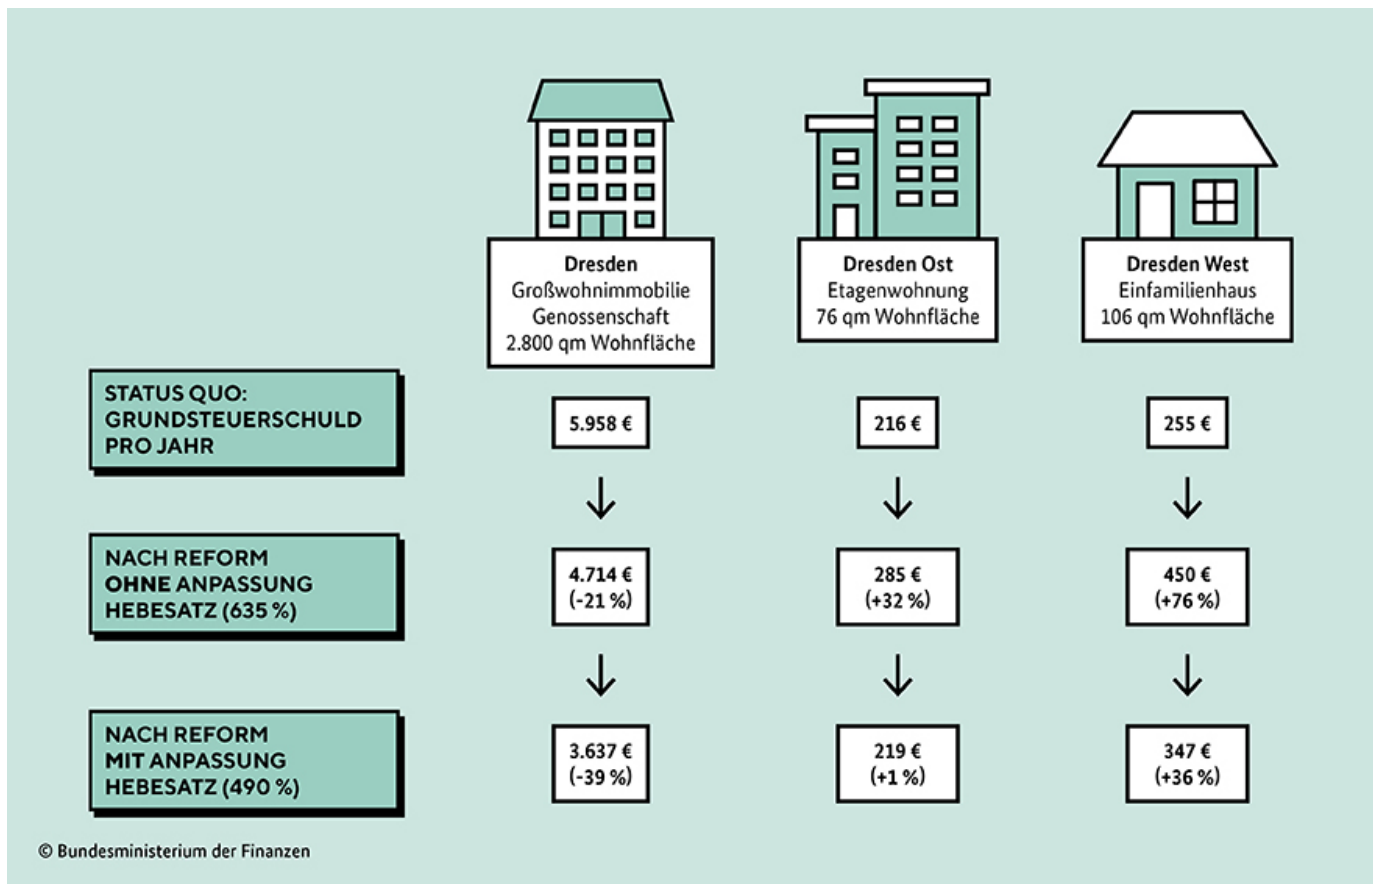 Dresden
Großwohnimmobilie
Genossenschaft
2.800 qm Wohnfläche
Dresden Ost
Etagenwohnung
76 qm Wohnfläche
Dresden West
Einfamilienhaus
106 qm Wohnfläche
STATUS QUO:
GRUNDSTEUERSCHULD
PRO JAHR
5.958 €
216 €
255 €
NACH REFORM
OHNE ANPASSUNG
HEBESATZ (635 %)
4.714 €
(-21 %)
285 €
(+32 %)
450 €
(+76 %)
NACH REFORM
MIT ANPASSUNG
HEBESATZ (490 %)
3.637 €
(-39 %)
219 €
(+1 %)
347 €
(+36 %)
© Bundesministerium der Finanzen